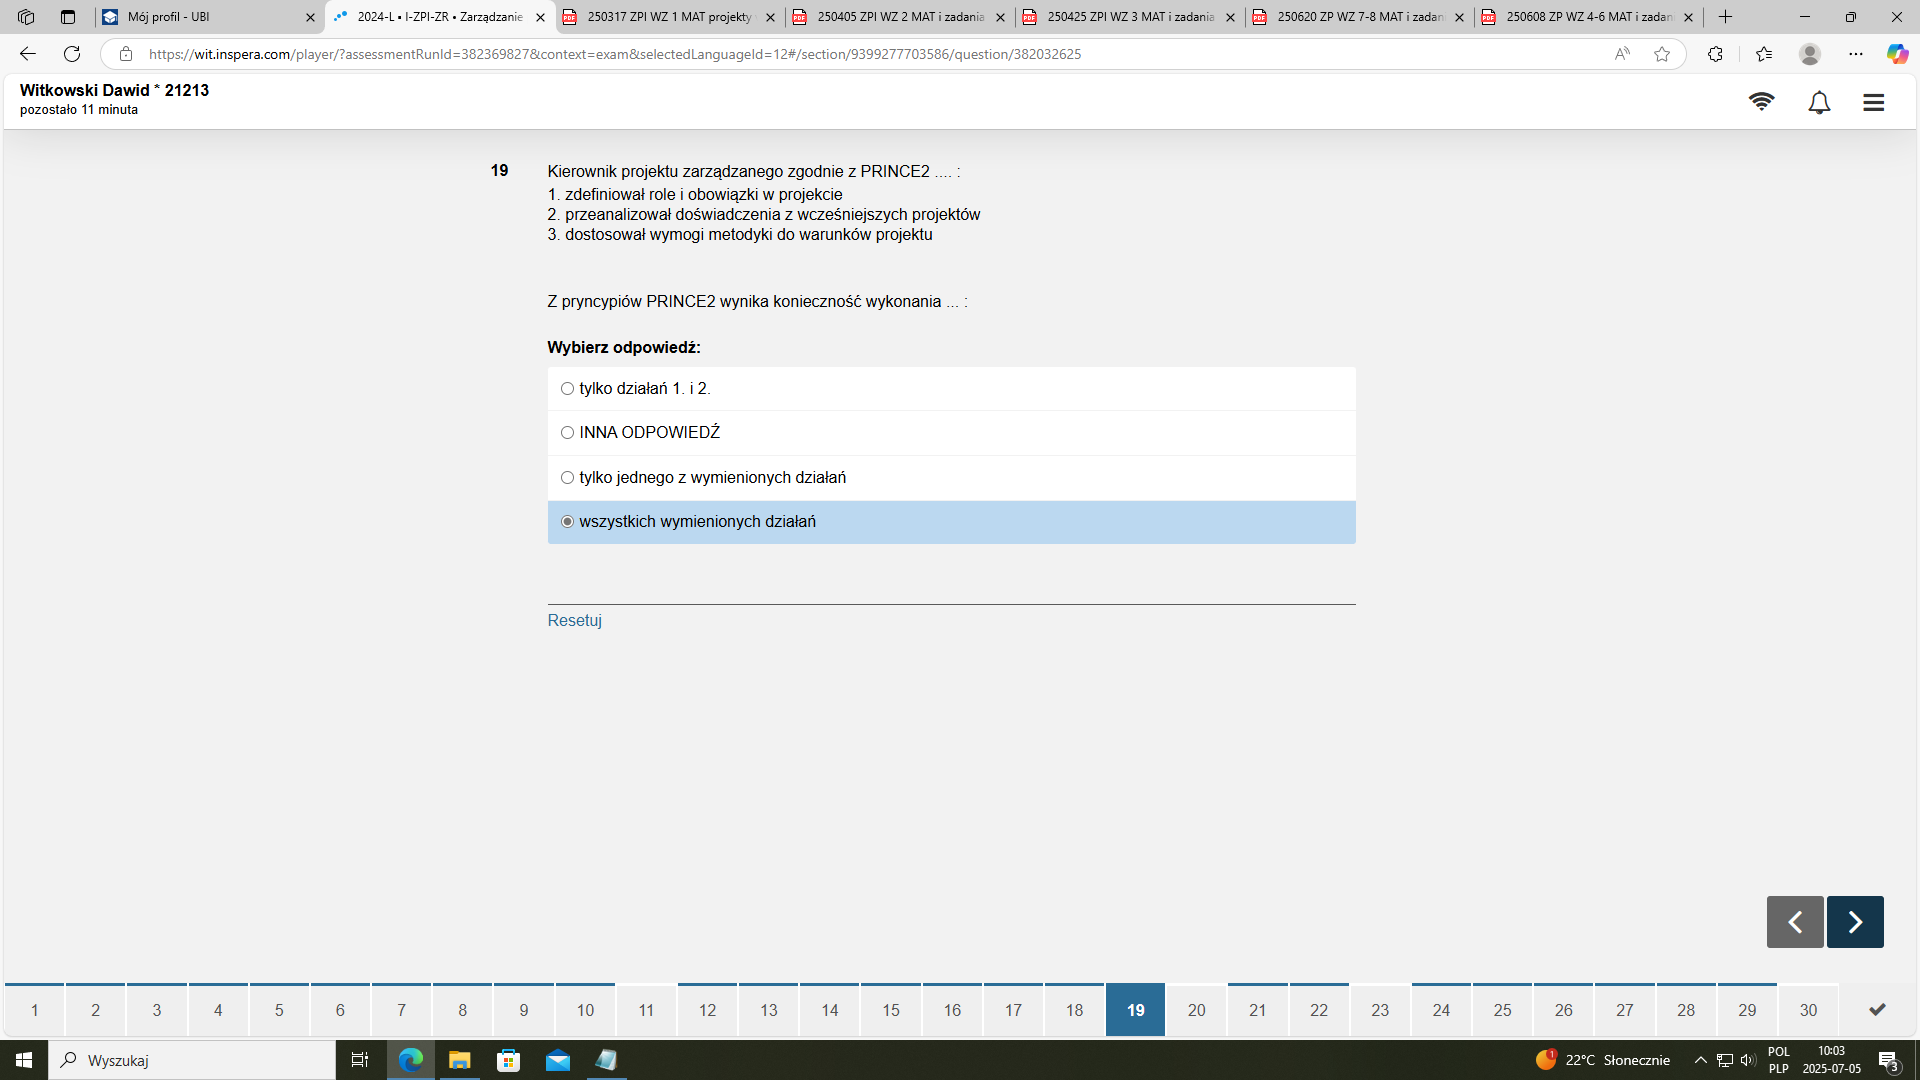 Mój profil - UBI
2024-L • I-ZPI-ZR • Zarządzanie
250317 ZPI WZ 1 MAT projekty
250405 ZPI WZ 2 MAT i zadania
250425 ZPI WZ 3 MAT i zadania
250620 ZP WZ 7-8 MAT i zadan
250608 ZP WZ 4-6 MAT i zadan
https://wit.inspera.com/player/?assessmentRunId=382369827&context=exam&selectedLanguageId=12#/section/9399277703586/question/382032625
Witkowski Dawid * 21213
pozostało 11 minuta
19
Kierownik projektu zarządzanego zgodnie z PRINCE2 .... :
1. zdefiniował role i obowiązki w projekcie
2. przeanalizował doświadczenia z wcześniejszych projektów
3. dostosował wymogi metodyki do warunków projektu
Z pryncypiów PRINCE2 wynika konieczność wykonania ... :
Wybierz odpowiedź:
tylko działań 1. i 2.
INNA ODPOWIEDŹ
tylko jednego z wymienionych działań
wszystkich wymienionych działań
Resetuj
1 2 3 4 5 6 7 8 9 10 11 12 13 14 15 16 17 18 19 20 21 22 23 24 25 26 27 28 29 30
Wyszukaj
1
22°C Słonecznie
POL
PLP
10:03
2025-07-05
3